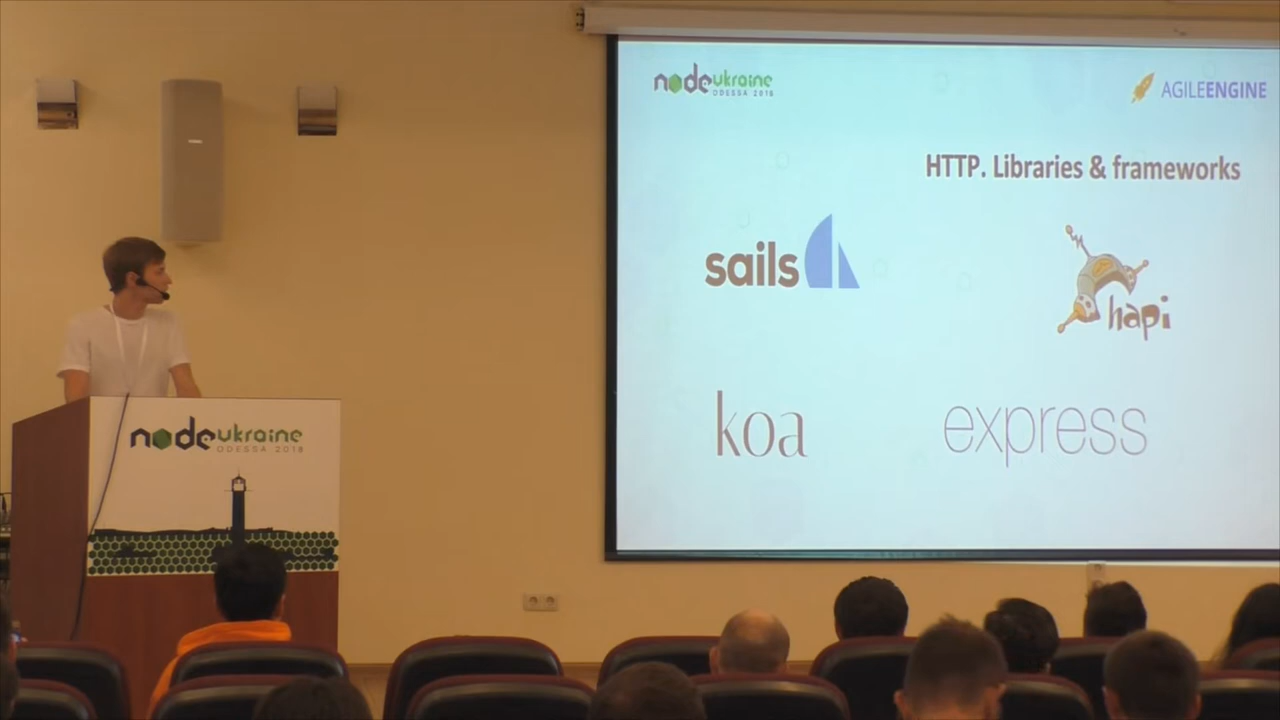 nodeukraine
ODESSA 2018
AGILEENGINE
HTTP. Libraries & frameworks
sails
hapi
koa
express
nodeukraine
ODESSA 2018